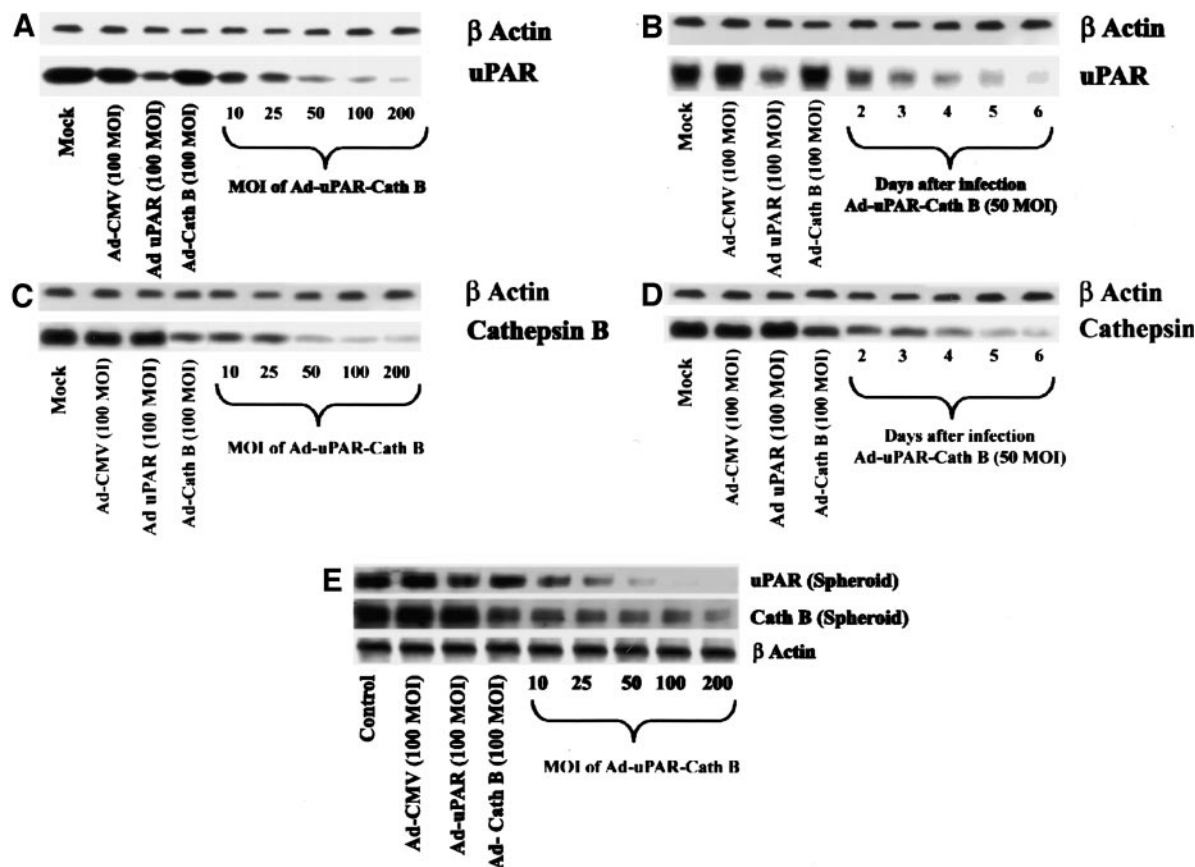 A
β Actin
uPAR
Mock
Ad-CMV (100 MOI)
Ad uPAR (100 MOI)
Ad-Cath B (100 MOI)
10 25 50 100 200
MOI of Ad-uPAR-Cath B
B
β Actin
uPAR
Mock
Ad-CMV (100 MOI)
Ad uPAR (100 MOI)
Ad-Cath B (100 MOI)
2 3 4 5 6
Days after infection
Ad-uPAR-Cath B (50 MOI)
C
β Actin
Cathepsin B
Mock
Ad-CMV (100 MOI)
Ad uPAR (100 MOI)
Ad-Cath B (100 MOI)
10 25 50 100 200
MOI of Ad-uPAR-Cath B
D
β Actin
Cathepsin
Mock
Ad-CMV (100 MOI)
Ad uPAR (100 MOI)
Ad-Cath B (100 MOI)
2 3 4 5 6
Days after infection
Ad-uPAR-Cath B (50 MOI)
E
uPAR (Spheroid)
Cath B (Spheroid)
β Actin
Control
Ad-CMV (100 MOI)
Ad-uPAR (100 MOI)
Ad- Cath B (100 MOI)
10 25 50 100 200
MOI of Ad-uPAR-Cath B